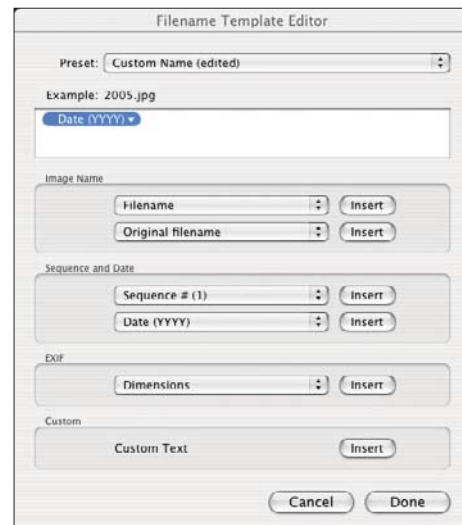 Filename Template Editor
Preset: Custom Name (edited)
Example: 2005.jpg
Date (YYYY)
Image Name
Filename Insert
Original filename Insert
Sequence and Date
Sequence # (1) Insert
Date (YYYY) Insert
EXIF
Dimensions Insert
Custom
Custom Text Insert
Cancel Done